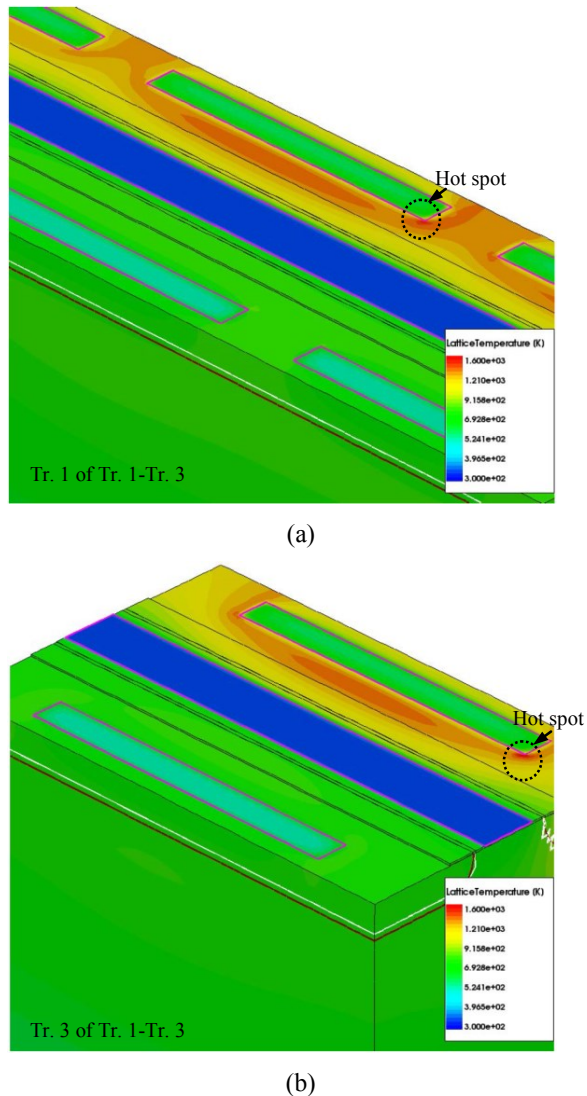 Hot spot
LatticeTemperature (K)
1.600e+03
1.210e+03
9.158e+02
6.928e+02
5.241e+02
3.965e+02
3.000e+02
Tr. 1 of Tr. 1-Tr. 3
(a)
Hot spot
LatticeTemperature (K)
1.600e+03
1.210e+03
9.158e+02
6.928e+02
5.241e+02
3.965e+02
3.000e+02
Tr. 3 of Tr. 1-Tr. 3
(b)